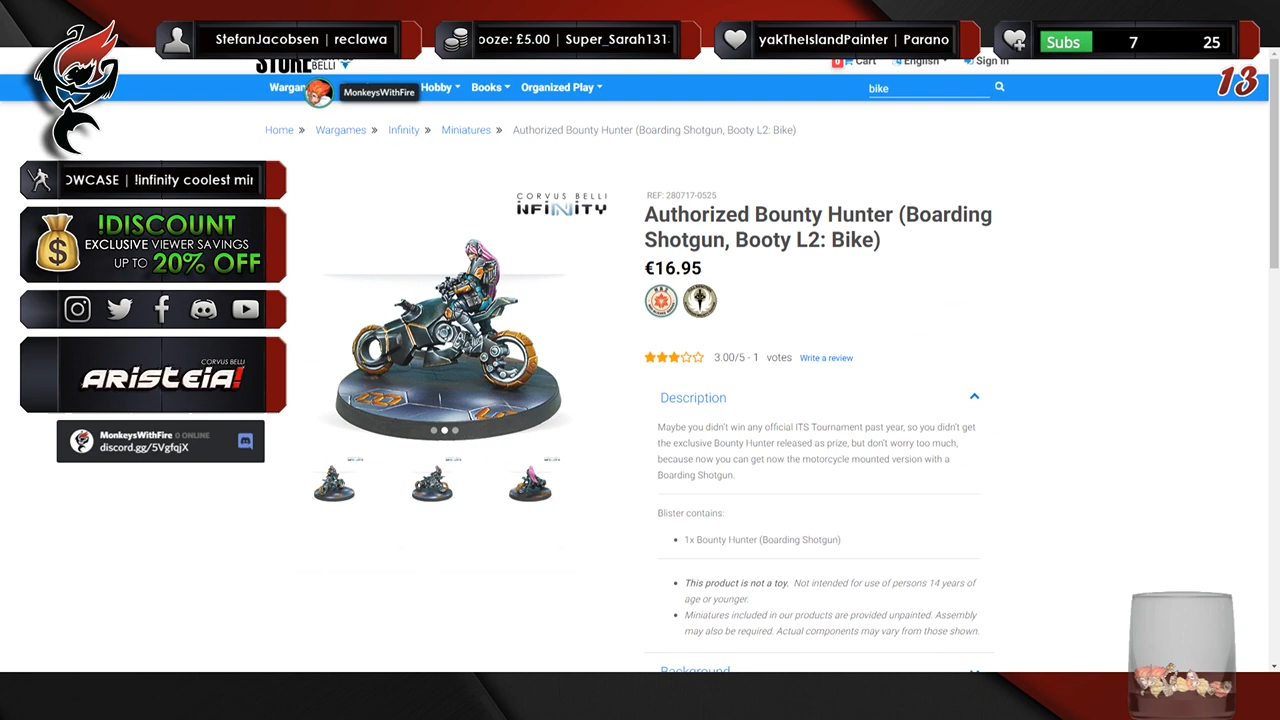 StefanJacobsen | reclawa
ooze: £5.00 | Super_Sarah131
yakTheIslandPainter | Parano
Subs 7 25
13
STORE
BELLI
0 Cart English Sign in
Wargam
MonkeysWithFire
Hobby
Books
Organized Play
bike
Home » Wargames » Infinity » Miniatures » Authorized Bounty Hunter (Boarding Shotgun, Booty L2: Bike)
OWCASE | !infinity coolest min
!DISCOUNT
EXCLUSIVE VIEWER SAVINGS
UP TO 20% OFF
CORVUS BELLI
ARISTEIA!
MonkeysWithFire 0 ONLINE
discord.gg/5VgfqjX
CORVUS BELLI
INFINITY
REF: 280717-0525
Authorized Bounty Hunter (Boarding
Shotgun, Booty L2: Bike)
€16.95
3.00/5 - 1 votes Write a review
Description
Maybe you didn't win any official ITS Tournament past year, so you didn't get
the exclusive Bounty Hunter released as prize, but don't worry too much,
because now you can get now the motorcycle mounted version with a
Boarding Shotgun.
Blister contains:
• 1x Bounty Hunter (Boarding Shotgun)
• This product is not a toy. Not intended for use of persons 14 years of
age or younger.
• Miniatures included in our products are provided unpainted. Assembly
may also be required. Actual components may vary from those shown.
Background